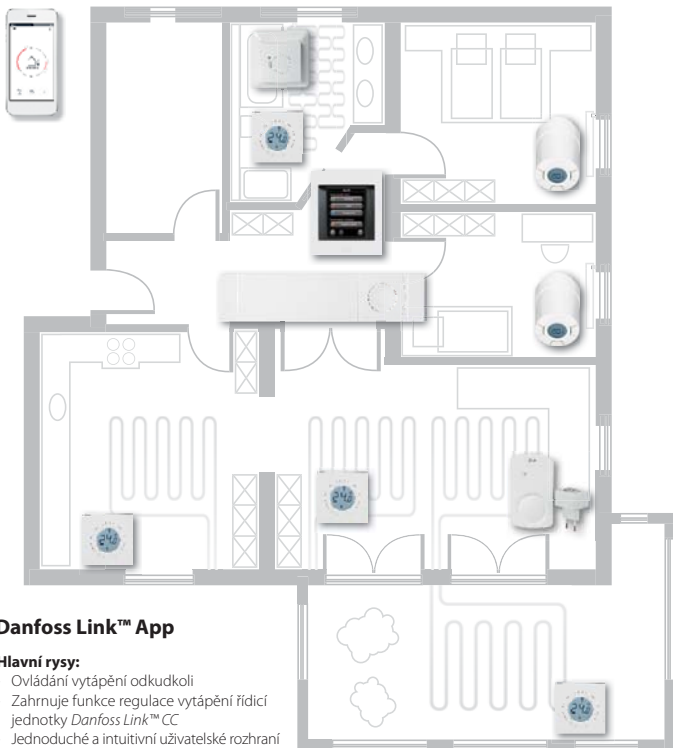 Danfoss Link™ App
Hlavní rysy:
Ovládání vytápění odkudkoli
Zahrnuje funkce regulace vytápění řídicí
jednotky Danfoss Link™ CC
Jednoduché a intuitivní uživatelské rozhraní